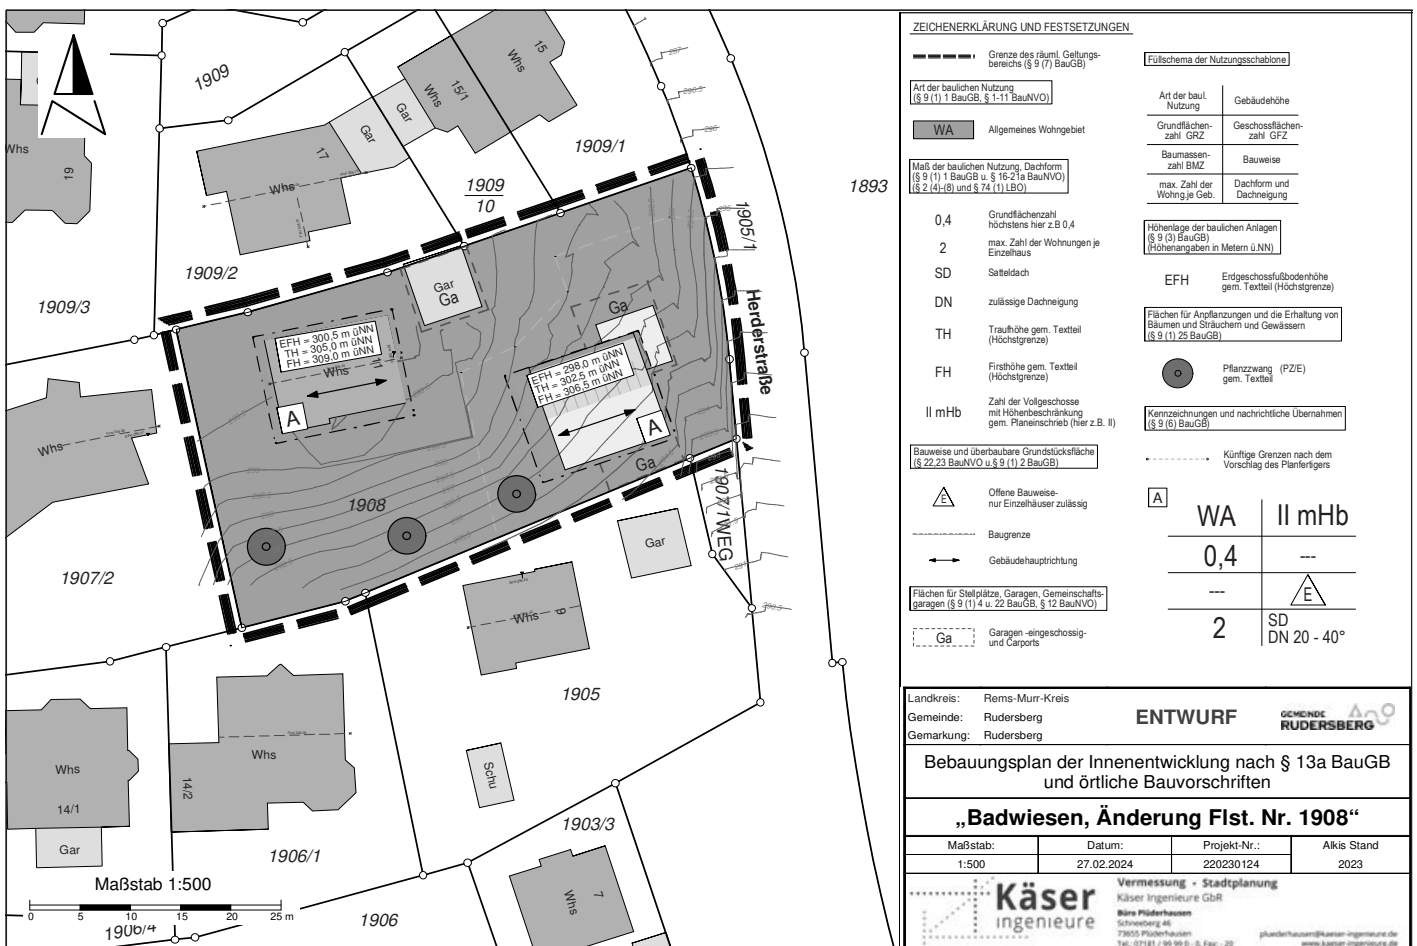 1909
Whs
19
Whs
15
15/1
Whs
Gar
Gar
17
Whs
1909/1
1909
10
1893
1905/1
1909/2
1909/3
Gar
Ga
Ga
Herderstraße
EFH = 300,5 m üNN
TH = 305,0 m üNN
FH = 309,0 m üNN
Whs
A
EFH = 298,0 m üNN
TH = 302,5 m üNN
FH = 306,5 m üNN
A
Ga
Whs
1908
1907/1
WEG
1907/2
Gar
Whs
9
1905
Whs
14/2
Whs
14/1
Gar
Schu
1903/3
1906/1
Whs
7
1906
1906/4
Maßstab 1:500
0 5 10 15 20 25 m
ZEICHENERKLÄRUNG UND FESTSETZUNGEN
Grenze des räuml. Geltungs-
bereichs (§ 9 (7) BauGB)
Art der baulichen Nutzung
(§ 9 (1) 1 BauGB, § 1-11 BauNVO)
WA Allgemeines Wohngebiet
Maß der baulichen Nutzung, Dachform
(§ 9 (1) 1 BauGB u. § 16-21a BauNVO)
(§ 2 (4)-(8) und § 74 (1) LBO)
0,4 Grundflächenzahl
höchstens hier z.B 0,4
2 max. Zahl der Wohnungen je
Einzelhaus
SD Satteldach
DN zulässige Dachneigung
TH Traufhöhe gem. Textteil
(Höchstgrenze)
FH Firsthöhe gem. Textteil
(Höchstgrenze)
II mHb Zahl der Vollgeschosse
mit Höhenbeschränkung
gem. Planeinschrieb (hier z.B. II)
Bauweise und überbaubare Grundstücksfläche
(§ 22,23 BauNVO u.§ 9 (1) 2 BauGB)
E Offene Bauweise-
nur Einzelhäuser zulässig
Baugrenze
Gebäudehauptrichtung
Flächen für Stellplätze, Garagen, Gemeinschafts-
garagen (§ 9 (1) 4 u. 22 BauGB, § 12 BauNVO)
Ga Garagen -eingeschossig-
und Carports
Füllschema der Nutzungsschablone
Art der baul.
Nutzung
Gebäudehöhe
Grundflächen-
zahl GRZ
Geschossflächen-
zahl GFZ
Baumassen-
zahl BMZ
Bauweise
max. Zahl der
Wohng.je Geb.
Dachform und
Dachneigung
Höhenlage der baulichen Anlagen
(§ 9 (3) BauGB)
(Höhenangaben in Metern ü.NN)
EFH Erdgeschossfußbodenhöhe
gem. Textteil (Höchstgrenze)
Flächen für Anpflanzungen und die Erhaltung von
Bäumen und Sträuchern und Gewässern
(§ 9 (1) 25 BauGB)
Pflanzzwang (PZ/E)
gem. Textteil
Kennzeichnungen und nachrichtliche Übernahmen
(§ 9 (6) BauGB)
Künftige Grenzen nach dem
Vorschlag des Planfertigers
A
WA II mHb
0,4 ---
--- E
2 SD
DN 20 - 40°
Landkreis: Rems-Murr-Kreis
Gemeinde: Rudersberg
Gemarkung: Rudersberg
ENTWURF
GEMEINDE
RUDERSBERG
Bebauungsplan der Innenentwicklung nach § 13a BauGB
und örtliche Bauvorschriften
„Badwiesen, Änderung Flst. Nr. 1908“
Maßstab: Datum: Projekt-Nr.: Alkis Stand
1:500 27.02.2024 220230124 2023
Käser
ingenieure
Vermessung - Stadtplanung
Käser Ingenieure GbR
Büro Plüderhausen
Schneeberg 46
73655 Plüderhausen
pluederhausen@kaeser-ingenieure.de
www.kaeser-ingenieure.de